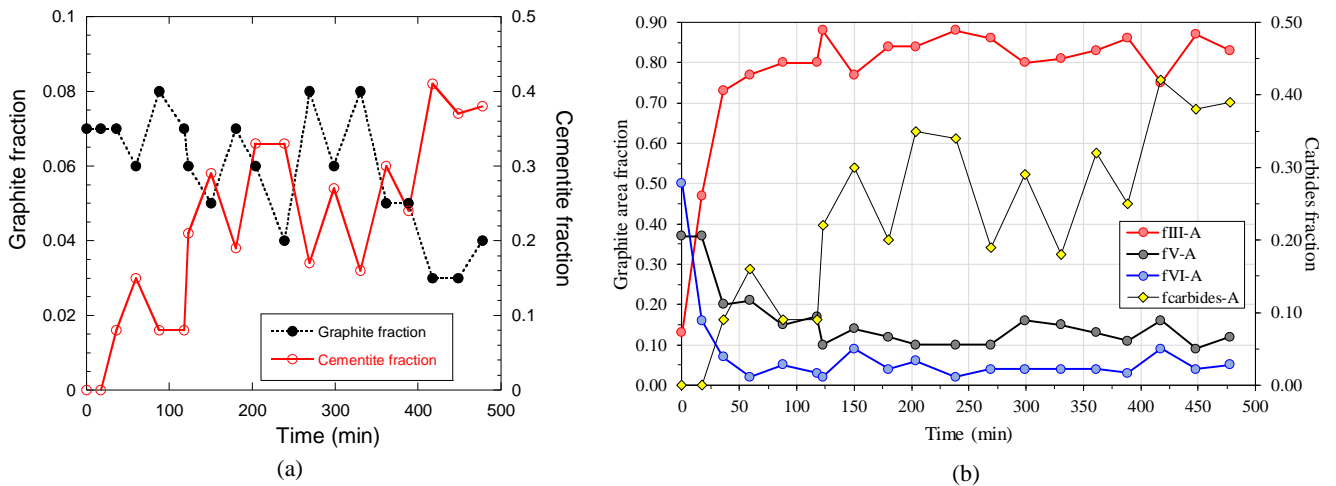 0.1
0.08
0.06
0.04
0.02
0
Graphite fraction
0.5
0.4
0.3
0.2
0.1
0
Cementite fraction
Graphite fraction
Cementite fraction
0 100 200 300 400 500
Time (min)
(a)
0.90
0.80
0.70
0.60
0.50
0.40
0.30
0.20
0.10
0.00
Graphite area fraction
0.50
0.40
0.30
0.20
0.10
0.00
Carbides fraction
fIII-A
fV-A
fVI-A
fcarbides-A
0 50 100 150 200 250 300 350 400 450 500
Time (min)
(b)